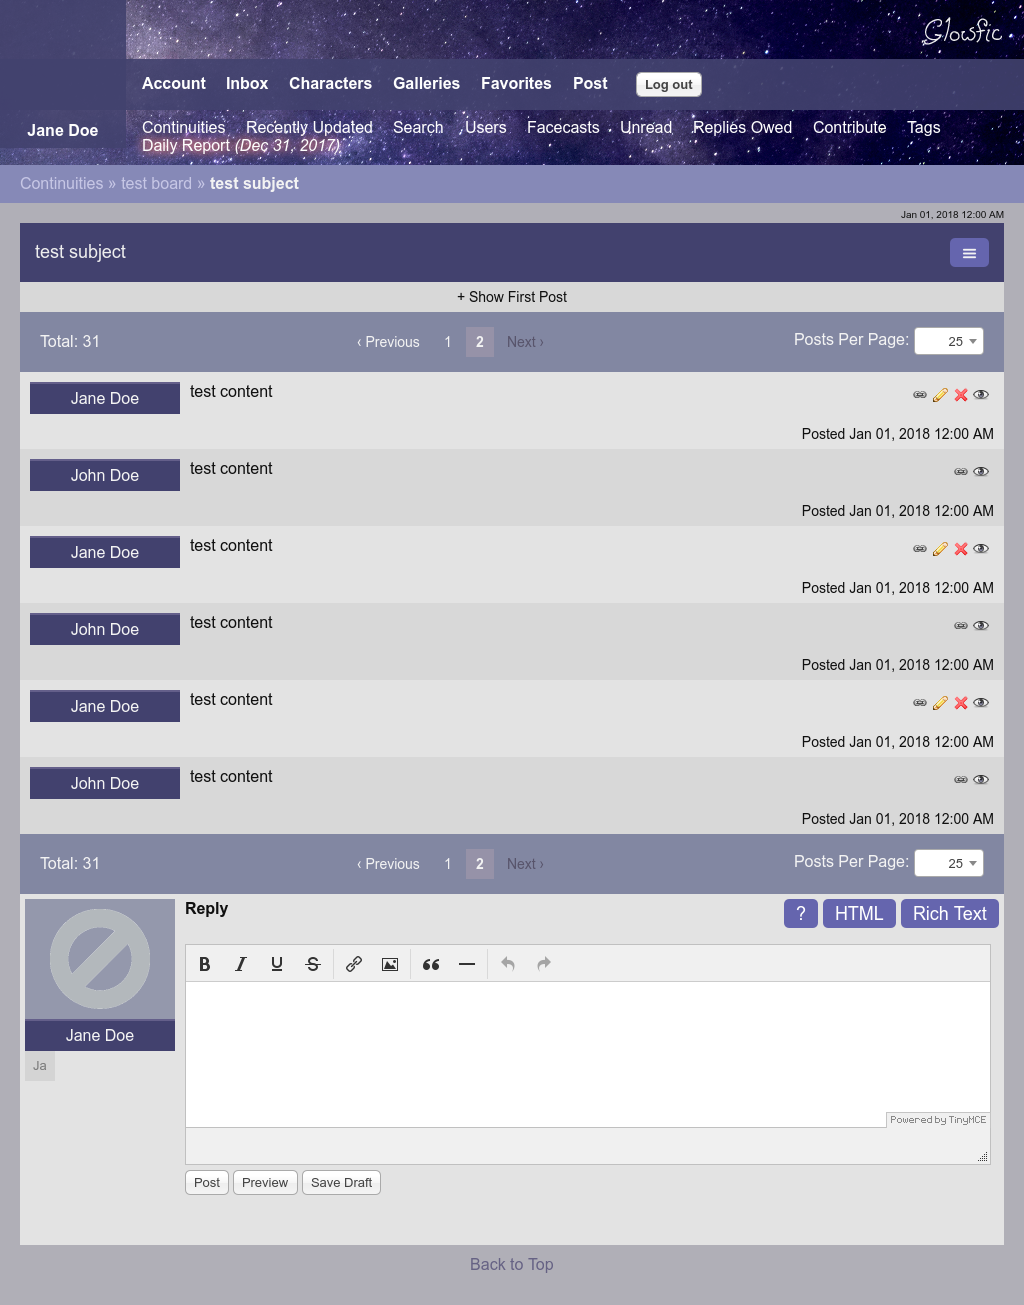 Glowfic
Account Inbox Characters Galleries Favorites Post Log out
Jane Doe
Continuities Recently Updated Search Users Facecasts Unread Replies Owed Contribute Tags
Daily Report (Dec 31, 2017)
Continuities » test board » test subject
Jan 01, 2018 12:00 AM
test subject
+ Show First Post
Total: 31 ‹ Previous 1 2 Next › Posts Per Page: 25
Jane Doe test content
Posted Jan 01, 2018 12:00 AM
John Doe test content
Posted Jan 01, 2018 12:00 AM
Jane Doe test content
Posted Jan 01, 2018 12:00 AM
John Doe test content
Posted Jan 01, 2018 12:00 AM
Jane Doe test content
Posted Jan 01, 2018 12:00 AM
John Doe test content
Posted Jan 01, 2018 12:00 AM
Total: 31 ‹ Previous 1 2 Next › Posts Per Page: 25
Reply ? HTML Rich Text
B I U S
Jane Doe
Ja
Powered by TinyMCE
Post Preview Save Draft
Back to Top